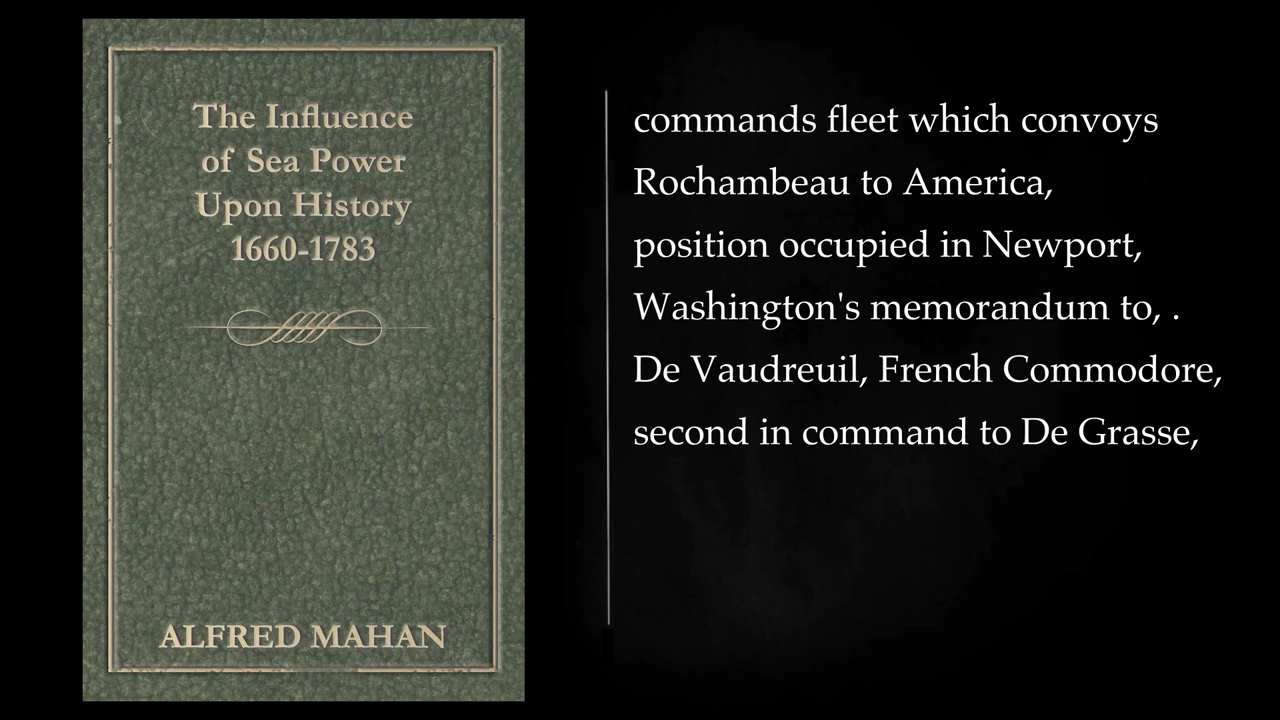 The Influence
of Sea Power
Upon History
1660-1783
ALFRED MAHAN
commands fleet which convoys
Rochambeau to America,
position occupied in Newport,
Washington's memorandum to, .
De Vaudreuil, French Commodore,
second in command to De Grasse,